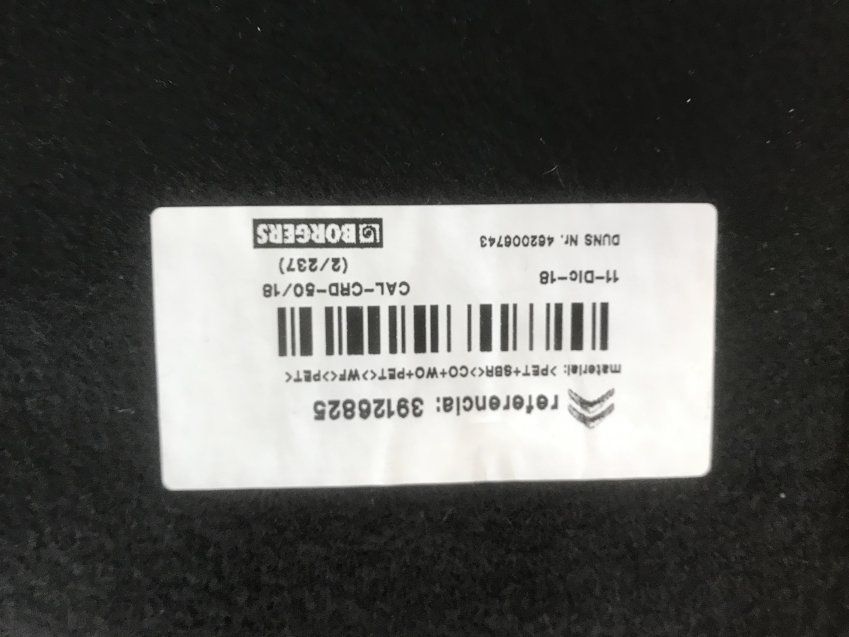 referencia: 39126825
material: >PET+SBR<>CO+WO+PET<>WF<>PET<
11-Dic-18 CAL-CRD-50/18
(2/237)
DUNS Nr. 462006743 BORGERS